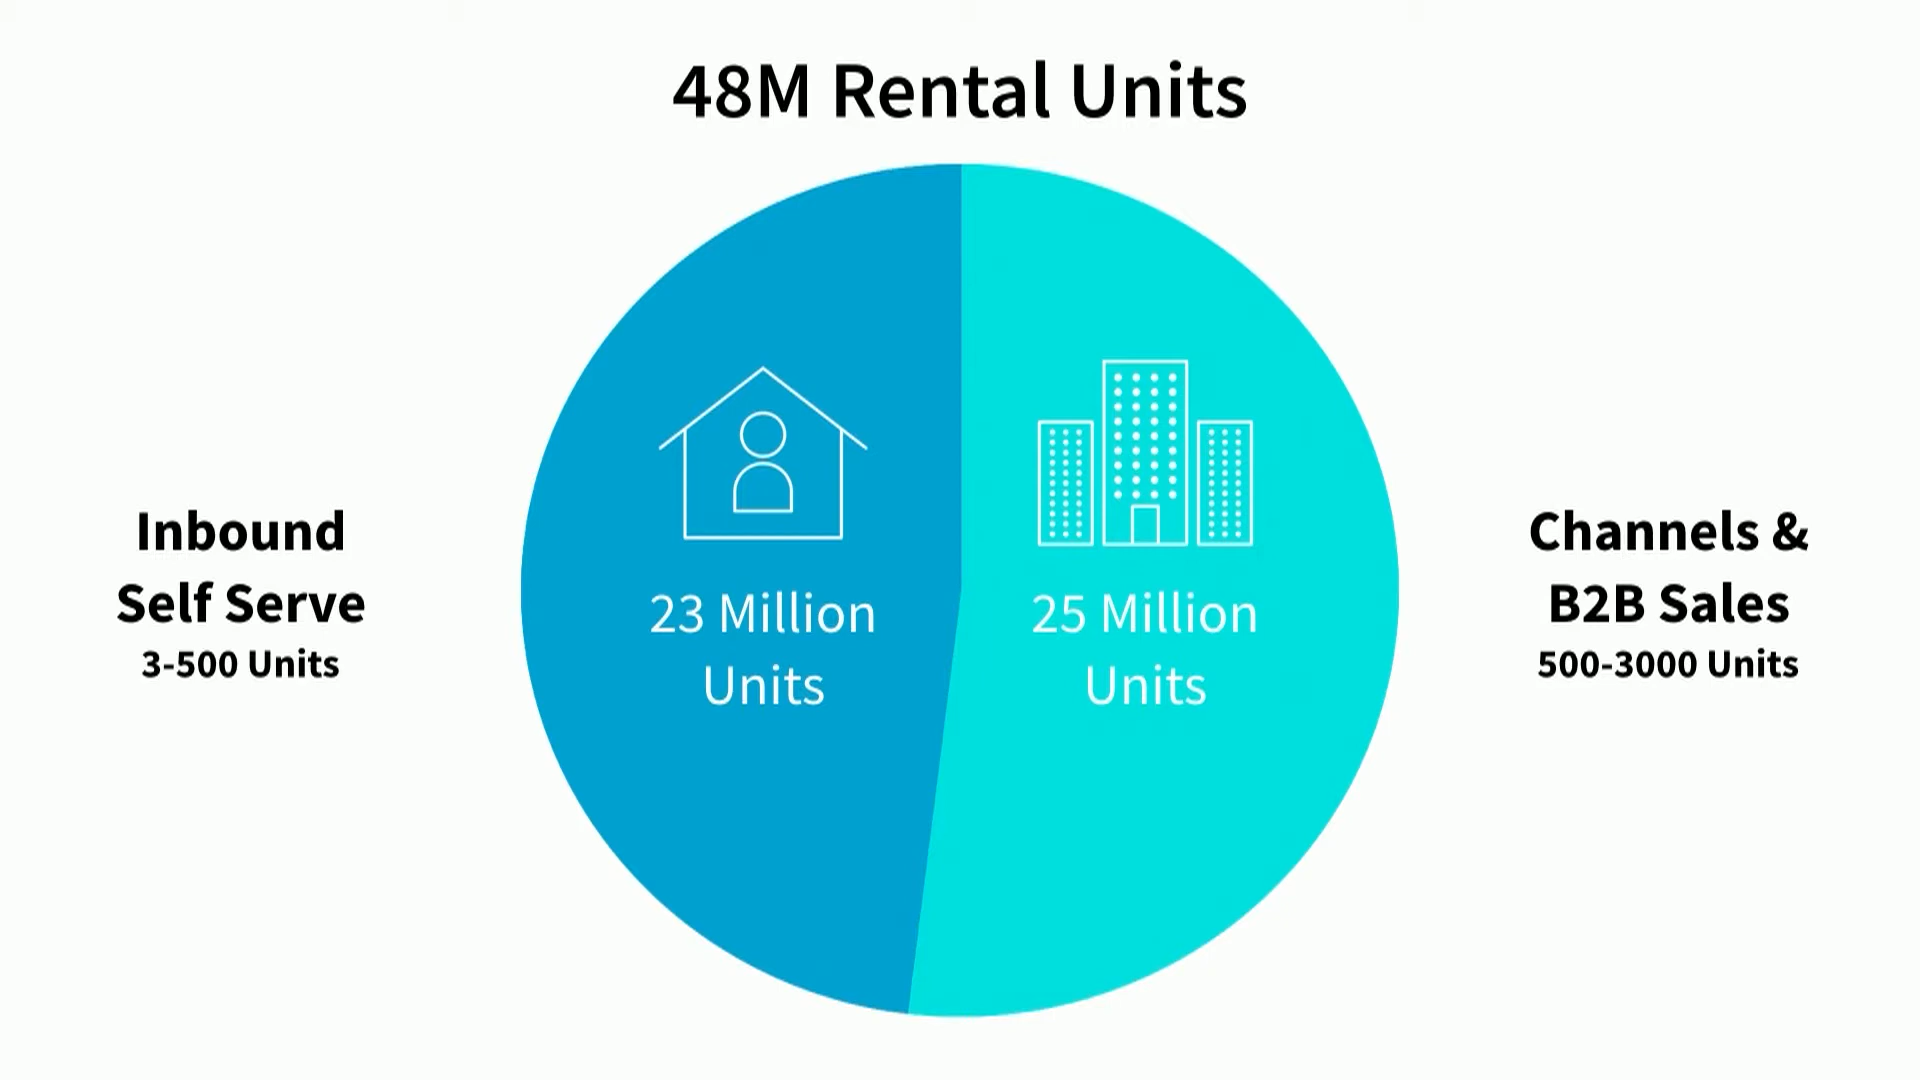 48M Rental Units
Inbound
Self Serve
3-500 Units
23 Million
Units
25 Million
Units
Channels &
B2B Sales
500-3000 Units